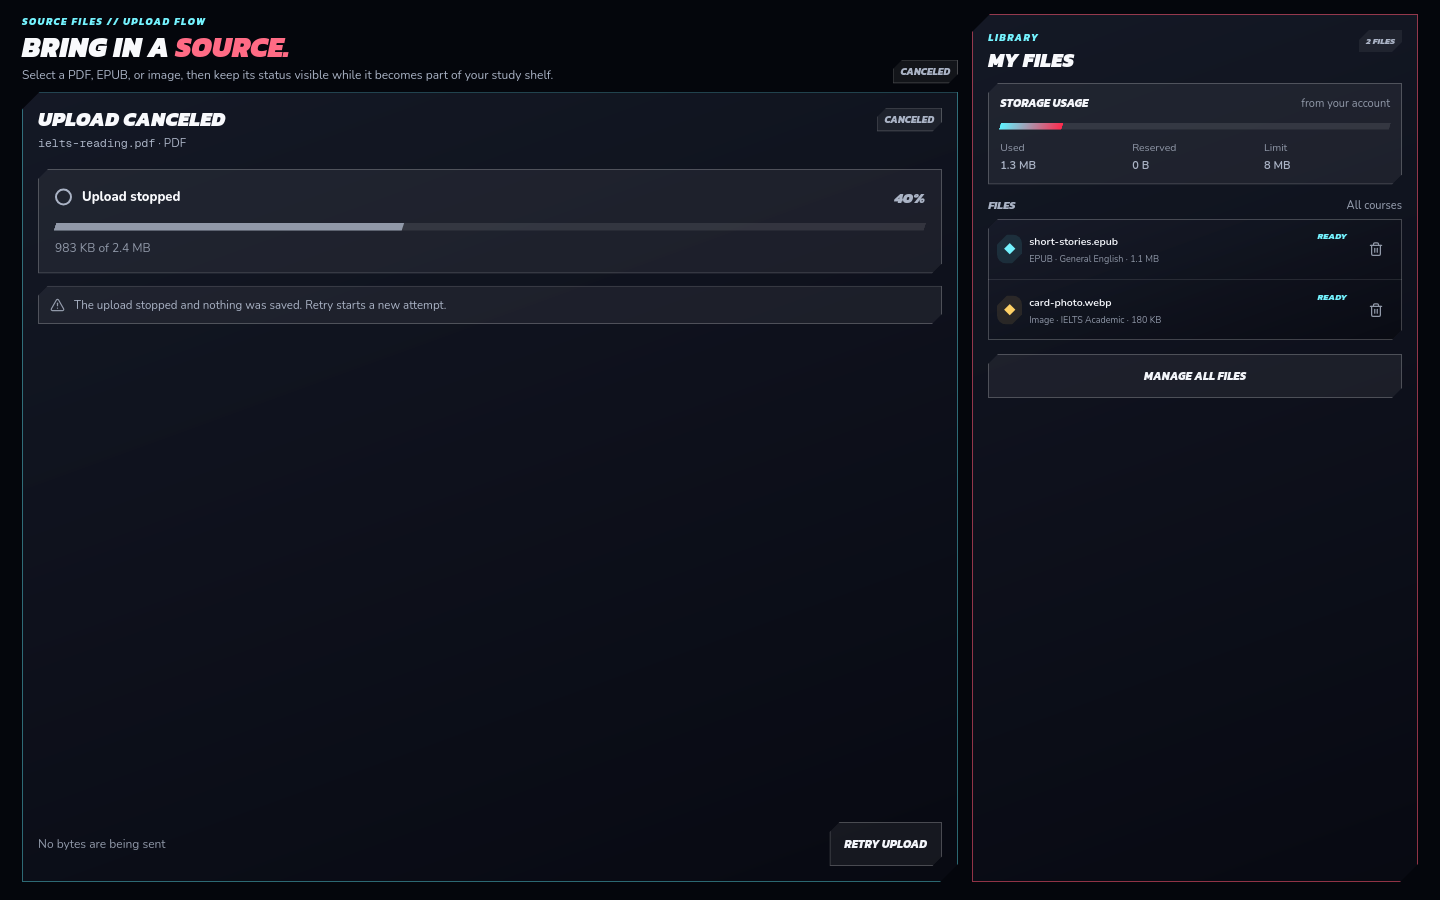 SOURCE FILES // UPLOAD FLOW
BRING IN A SOURCE.
Select a PDF, EPUB, or image, then keep its status visible while it becomes part of your study shelf.
CANCELED
UPLOAD CANCELED
CANCELED
ielts-reading.pdf · PDF
Upload stopped
40%
983 KB of 2.4 MB
The upload stopped and nothing was saved. Retry starts a new attempt.
No bytes are being sent
RETRY UPLOAD
LIBRARY
2 FILES
MY FILES
STORAGE USAGE
from your account
Used
Reserved
Limit
1.3 MB
0 B
8 MB
FILES
All courses
short-stories.epub
READY
EPUB · General English · 1.1 MB
card-photo.webp
READY
Image · IELTS Academic · 180 KB
MANAGE ALL FILES